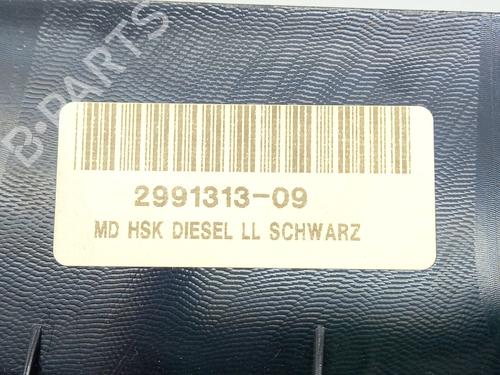 B-PARTS
2991313-09
MD HSK DIESEL LL SCHWARZ